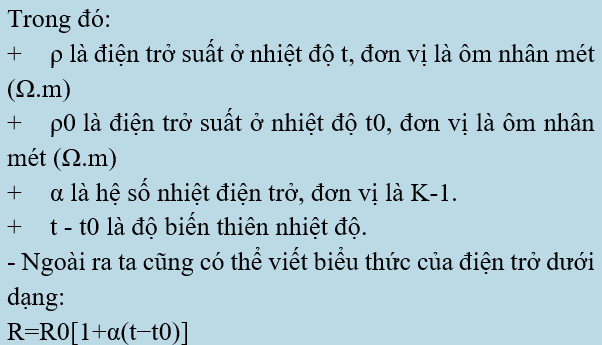 Trong đó:
+ ρ là điện trở suất ở nhiệt độ t, đơn vị là ôm nhân mét
(Ω.m)
+ ρ0 là điện trở suất ở nhiệt độ t0, đơn vị là ôm nhân
mét (Ω.m)
+ α là hệ số nhiệt điện trở, đơn vị là K-1.
+ t - t0 là độ biến thiên nhiệt độ.
- Ngoài ra ta cũng có thể viết biểu thức của điện trở dưới
dạng:
R=R0[1+α(t−t0)]